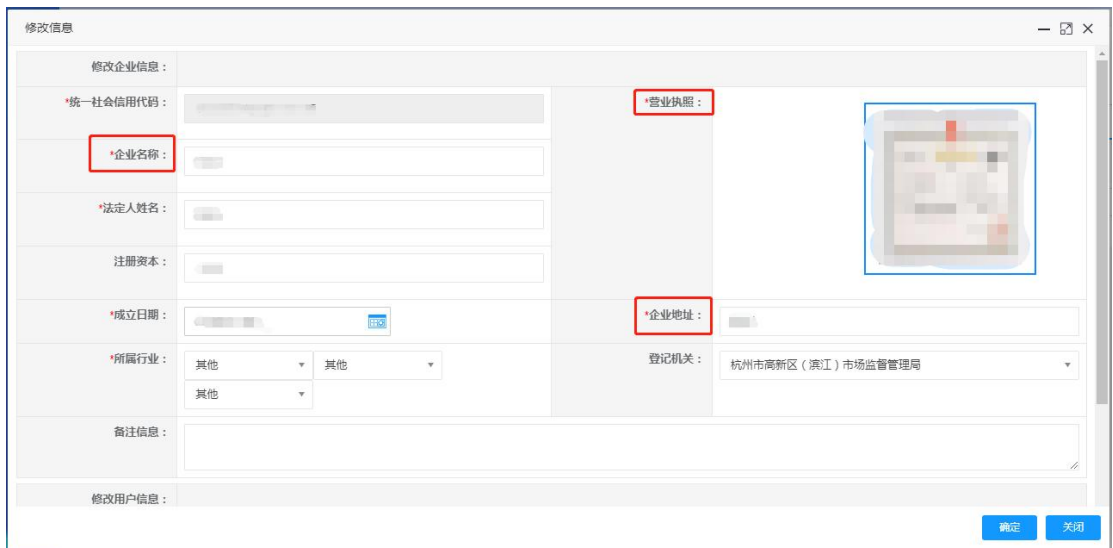 修改信息
修改企业信息：
*统一社会信用代码：
*营业执照：
*企业名称：
*法定人姓名：
注册资本：
*成立日期：
*企业地址：
*所属行业：
其他 其他
登记机关：
杭州市高新区（滨江）市场监督管理局
其他
备注信息：
修改用户信息：
确定 关闭